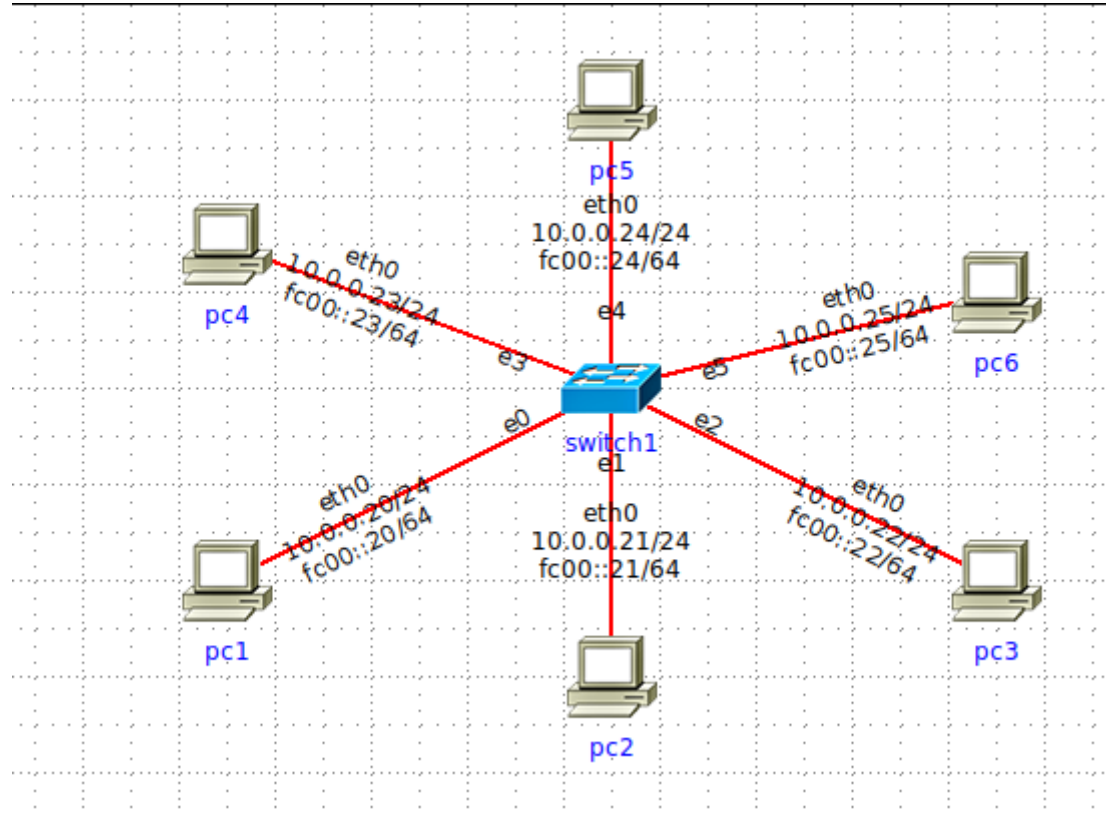 pc5
eth0
10.0.0.24/24
fc00::24/64
e4
pc4
eth0
10.0.0.23/24
fc00::23/64
e3
eth0
10.0.0.25/24
fc00::25/64
e5
pc6
switch1
e0
eth0
10.0.0.20/24
fc00::20/64
pc1
e1
eth0
10.0.0.21/24
fc00::21/64
pc2
e2
eth0
10.0.0.22/24
fc00::22/64
pc3